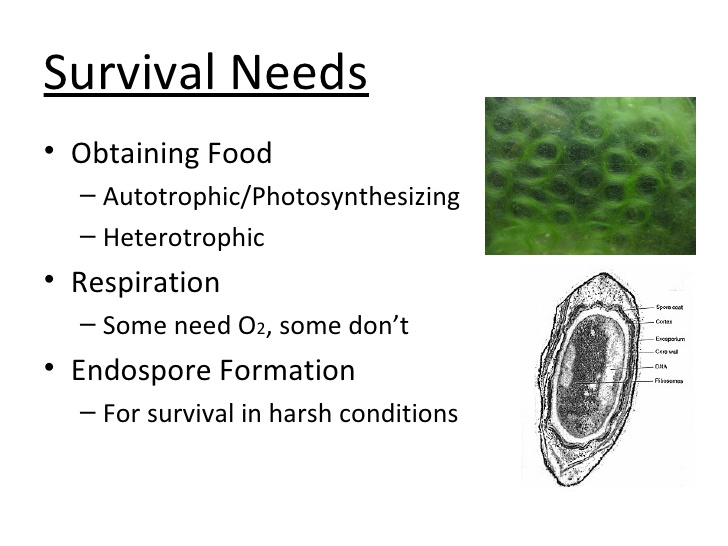 Survival Needs
• Obtaining Food
– Autotrophic/Photosynthesizing
– Heterotrophic
• Respiration
– Some need O2, some don’t
• Endospore Formation
– For survival in harsh conditions
Spore coat
Cortex
Exosporium
Core wall
DNA
Ribosomes